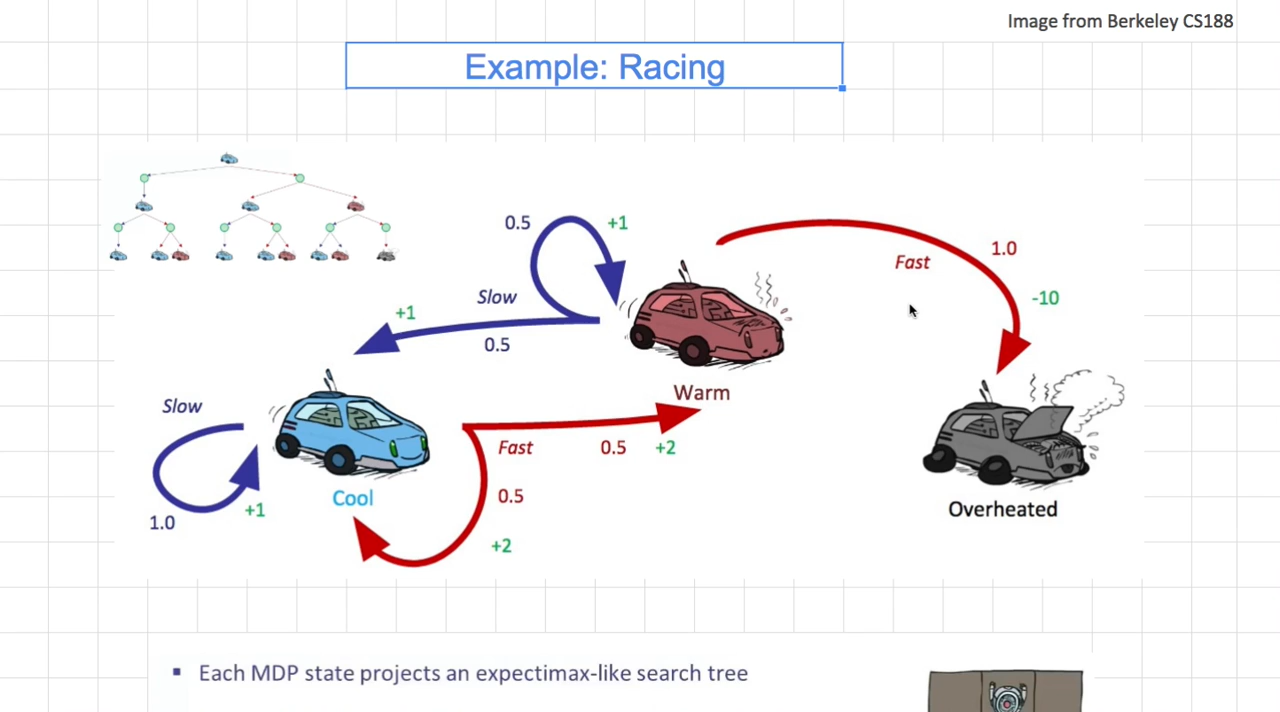 Image from Berkeley CS188
Example: Racing
0.5
+1
1.0
Fast
-10
Slow
+1
0.5
Warm
Slow
Fast
0.5
+2
Cool
0.5
Overheated
+1
1.0
+2
▪ Each MDP state projects an expectimax-like search tree